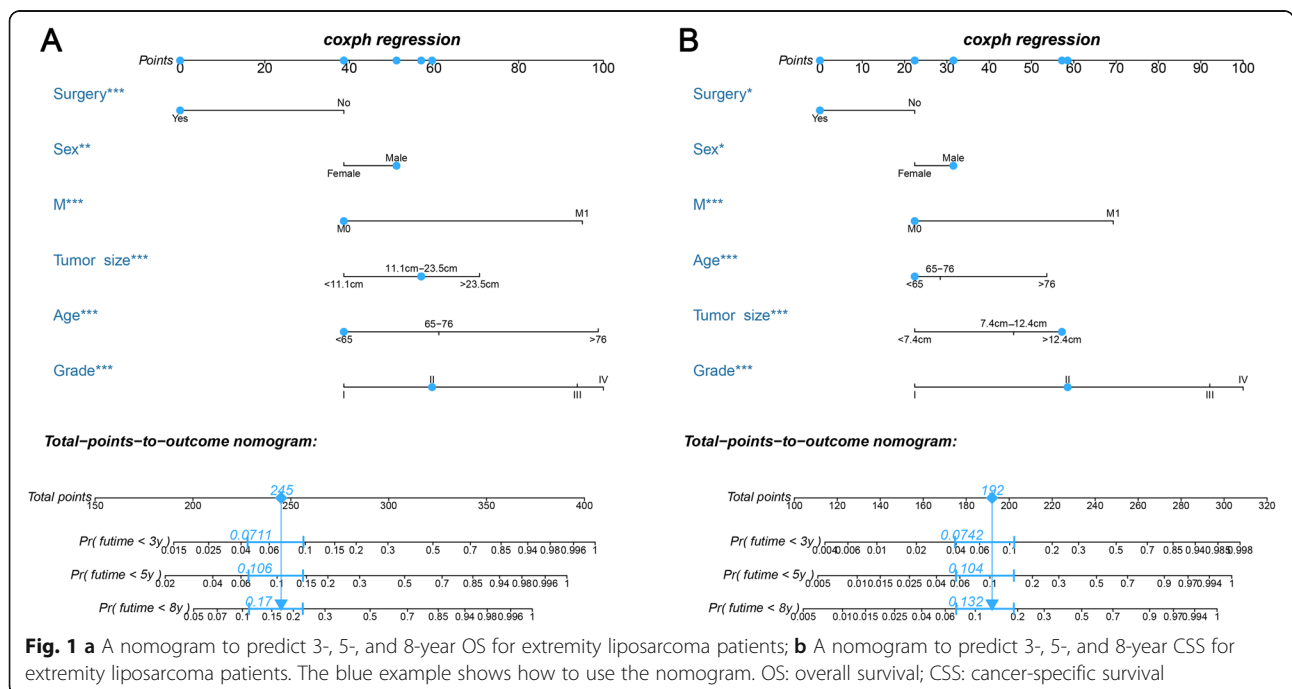 A
coxph regression
Points
0 20 40 60 80 100
Surgery***
No
Yes
Sex**
Male
Female
M***
M1
M0
Tumor size***
11.1cm−23.5cm
<11.1cm >23.5cm
Age***
65−76
<65 >76
Grade***
II IV
I III
Total−points−to−outcome nomogram:
245
Total points
150 200 250 300 350 400
0.0711
Pr( futime < 3y )
0.015 0.025 0.04 0.06 0.1 0.15 0.2 0.3 0.5 0.7 0.85 0.94 0.98 0.996 1
0.106
Pr( futime < 5y )
0.02 0.04 0.06 0.1 0.15 0.2 0.3 0.5 0.7 0.85 0.94 0.98 0.996 1
0.17
Pr( futime < 8y )
0.05 0.07 0.1 0.15 0.2 0.3 0.4 0.5 0.7 0.85 0.94 0.98 0.996 1
B
coxph regression
Points
0 10 20 30 40 50 60 70 80 90 100
Surgery*
No
Yes
Sex*
Male
Female
M***
M1
M0
Age***
65−76
<65 >76
Tumor size***
7.4cm−12.4cm
<7.4cm >12.4cm
Grade***
II IV
I III
Total−points−to−outcome nomogram:
192
Total points
100 120 140 160 180 200 220 240 260 280 300 320
0.0742
Pr( futime < 3y )
0.004 0.006 0.01 0.02 0.04 0.06 0.1 0.2 0.3 0.5 0.7 0.85 0.94 0.985 0.998
0.104
Pr( futime < 5y )
0.005 0.010 0.015 0.025 0.04 0.06 0.1 0.2 0.3 0.5 0.7 0.9 0.97 0.994 1
0.132
Pr( futime < 8y )
0.005 0.010 0.015 0.025 0.04 0.06 0.1 0.2 0.3 0.5 0.7 0.9 0.97 0.994 1
Fig. 1 a A nomogram to predict 3-, 5-, and 8-year OS for extremity liposarcoma patients; b A nomogram to predict 3-, 5-, and 8-year CSS for
extremity liposarcoma patients. The blue example shows how to use the nomogram. OS: overall survival; CSS: cancer-specific survival